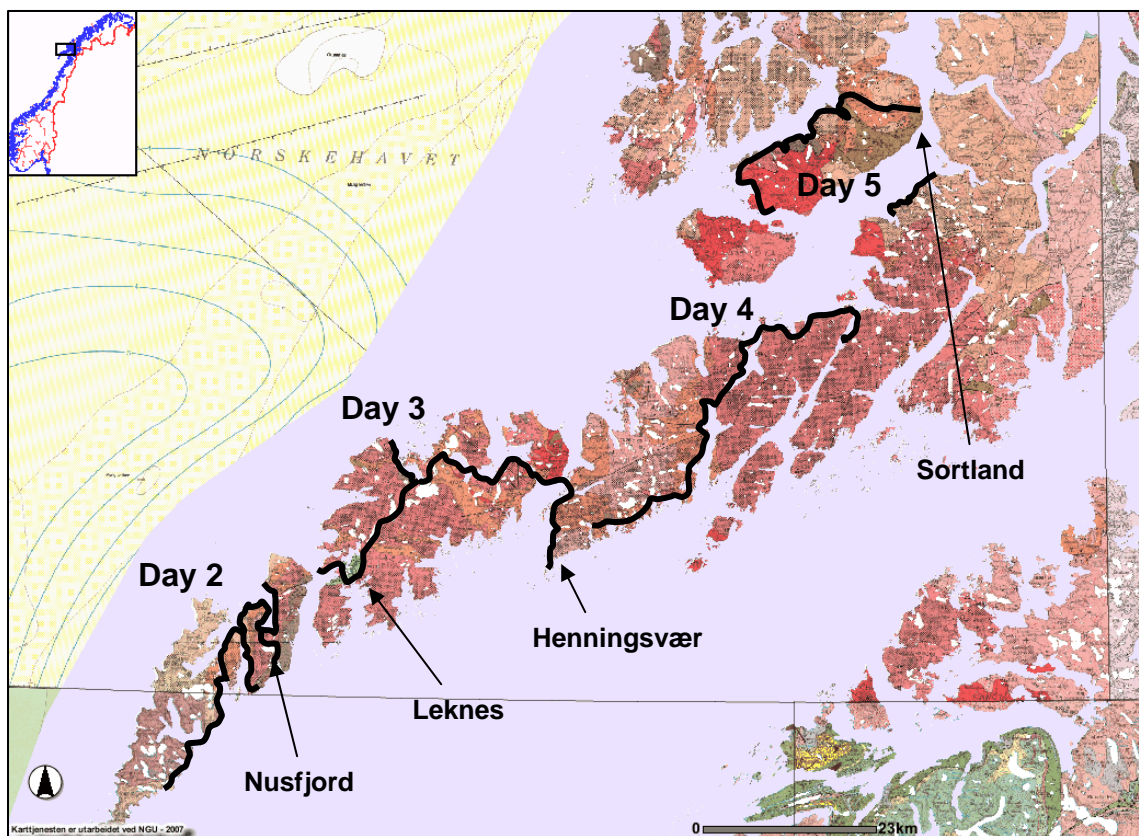 NORSKEHAVET
Day 5
Day 4
Sortland
Day 3
Day 2
Henningsvær
Leknes
Nusfjord
Karttjenesten er utarbeidet ved NGU - 2007
0 23km